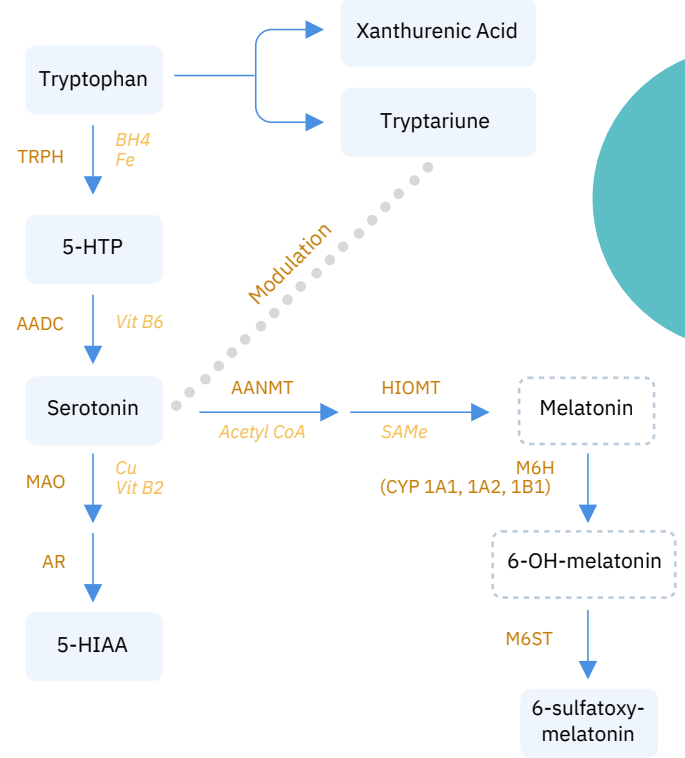 Xanthurenic Acid
Tryptophan
Tryptariune
BH4
TRPH
Fe
Modulation
5-HTP
AADC
Vit B6
Serotonin
AANMT
HIOMT
Melatonin
Acetyl CoA
SAMe
Cu
MAO
Vit B2
M6H
(CYP 1A1, 1A2, 1B1)
AR
6-OH-melatonin
5-HIAA
M6ST
6-sulfatoxy-
melatonin